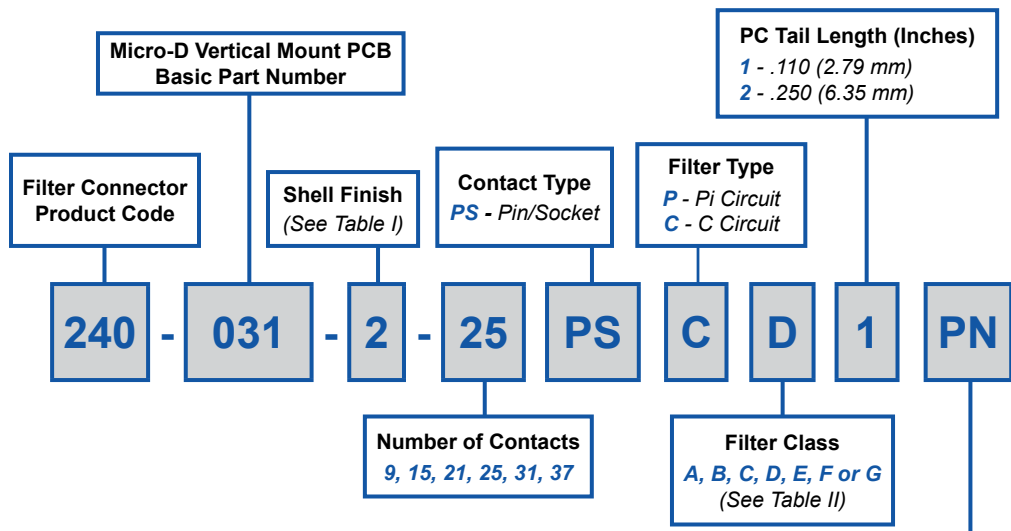 Micro-D Vertical Mount PCB
Basic Part Number
PC Tail Length (Inches)
1 - .110 (2.79 mm)
2 - .250 (6.35 mm)
Filter Connector
Product Code
Shell Finish
(See Table I)
Contact Type
PS - Pin/Socket
Filter Type
P - Pi Circuit
C - C Circuit
240 - 031 - 2 - 25 PS C D 1 PN
Number of Contacts
9, 15, 21, 25, 31, 37
Filter Class
A, B, C, D, E, F or G
(See Table II)